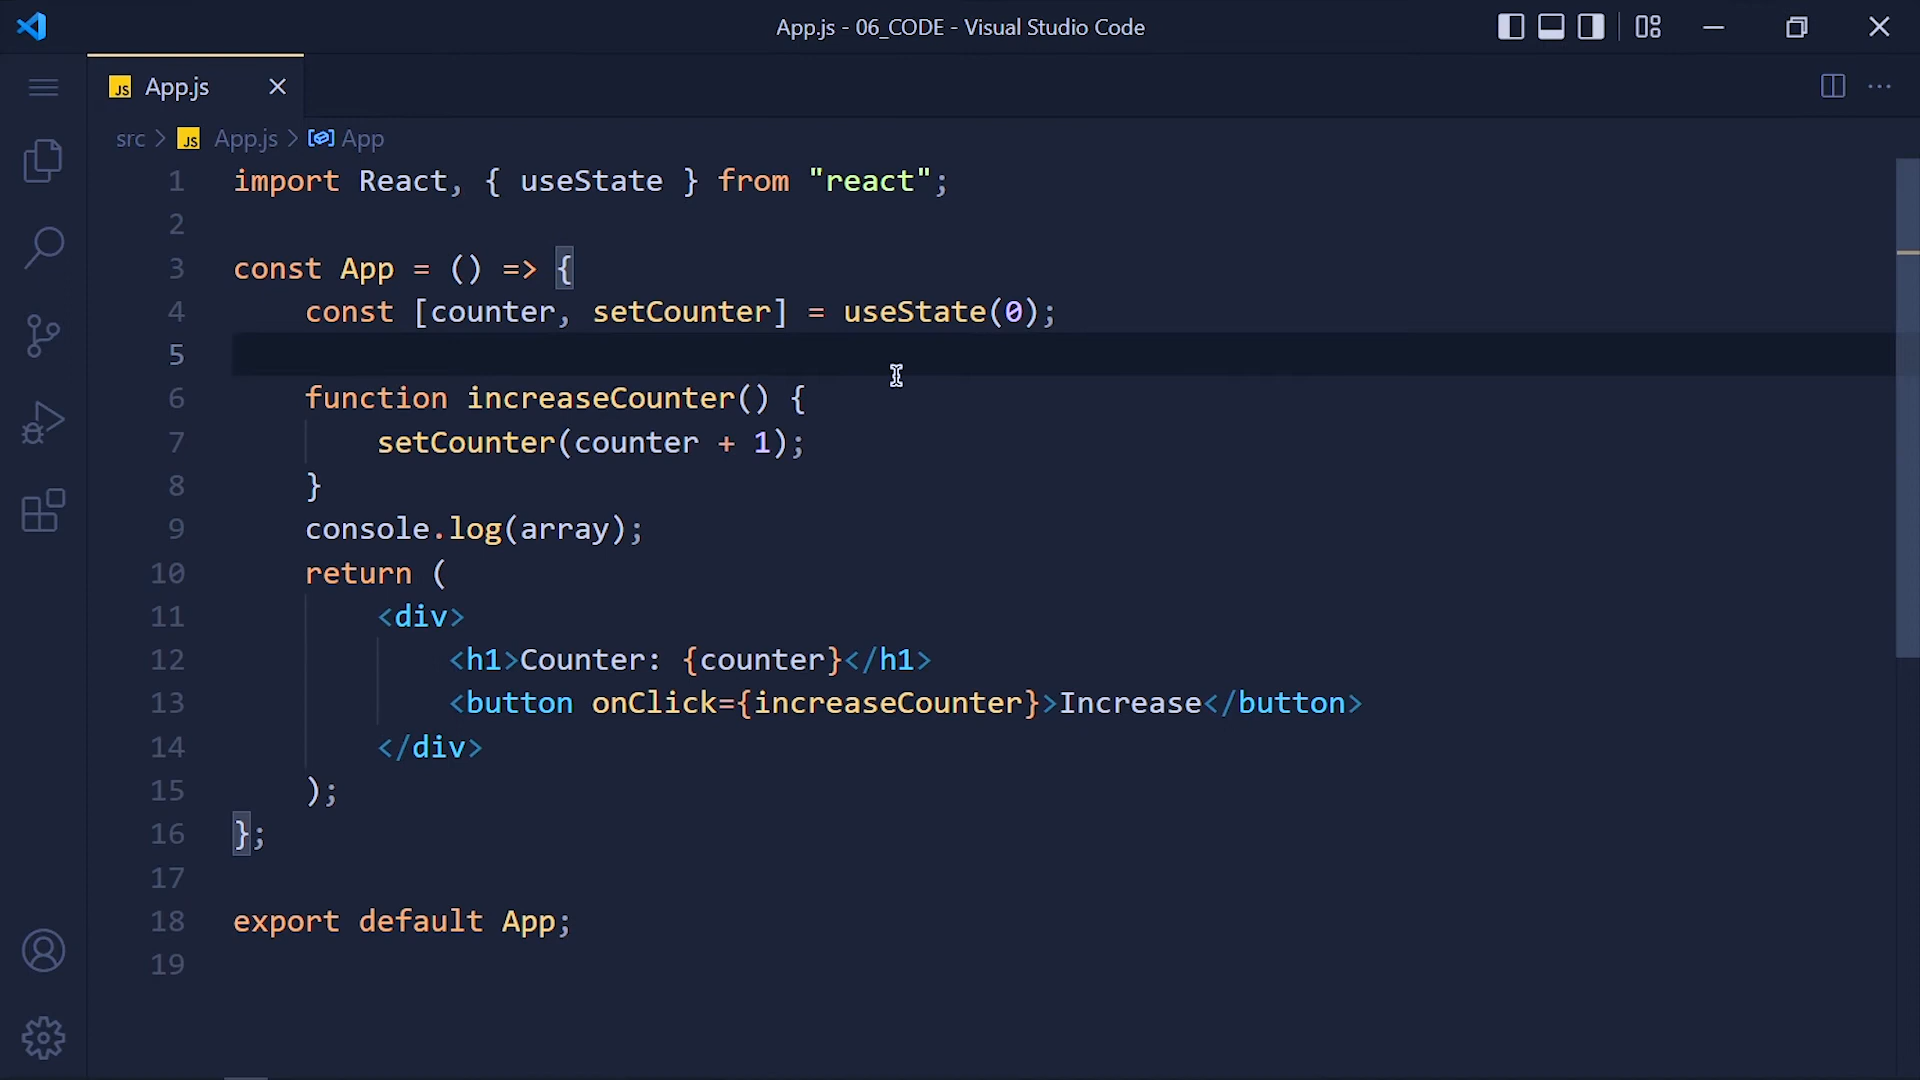 App.js - 06_CODE - Visual Studio Code
JS App.js
src > JS App.js > App
1 import React, { useState } from "react";
2
3 const App = () => {
4     const [counter, setCounter] = useState(0);
5
6     function increaseCounter() {
7         setCounter(counter + 1);
8     }
9     console.log(array);
10     return (
11         <div>
12             <h1>Counter: {counter}</h1>
13             <button onClick={increaseCounter}>Increase</button>
14         </div>
15     );
16 };
17
18 export default App;
19